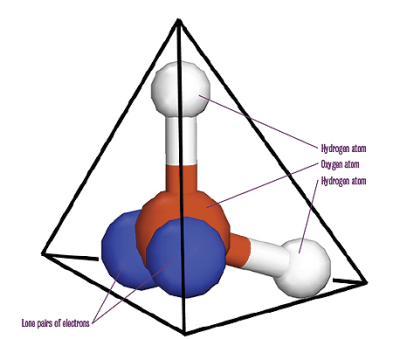 Hydrogen atom
Oxygen atom
Hydrogen atom
Lone pairs of electrons